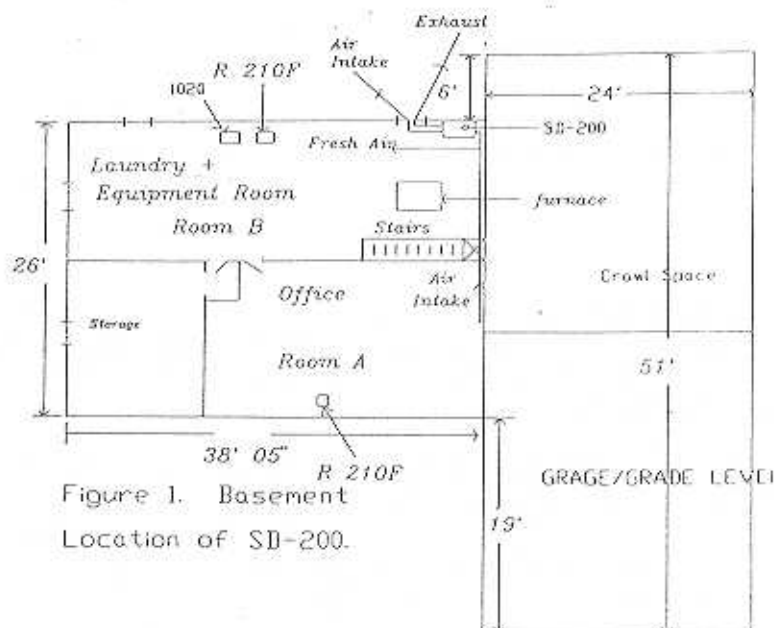 Exhaust
Air
Intake
R 210F
1020
6'
24'
SD-200
Fresh Air
Laundry +
Equipment Room
furnace
Room B
Stairs
26'
Office
Air
Intake
Crawl Space
Storage
Room A
51'
38' 05"
R 210F
GRAGE/GRADE LEVEL
Figure 1. Basement
Location of SD-200.
19'